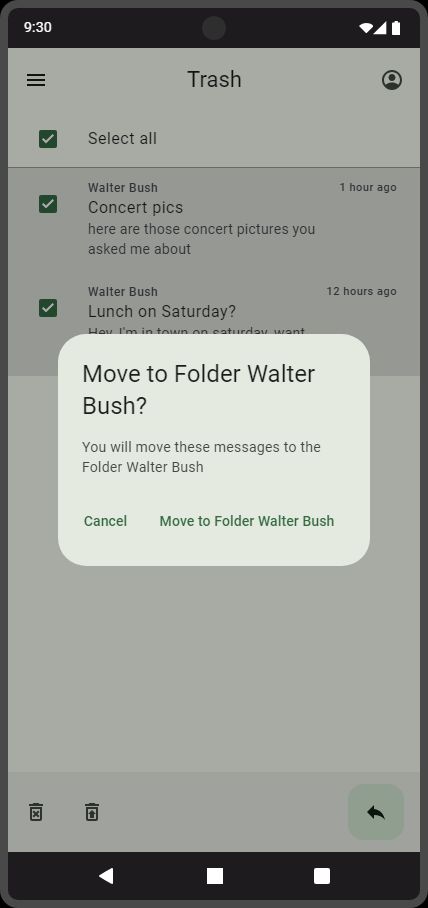 9:30
Trash
Select all
Walter Bush
1 hour ago
Concert pics
here are those concert pictures you
asked me about
Walter Bush
12 hours ago
Lunch on Saturday?
Hey, I'm in town on saturday, want
Move to Folder Walter
Bush?
You will move these messages to the
Folder Walter Bush
Cancel
Move to Folder Walter Bush